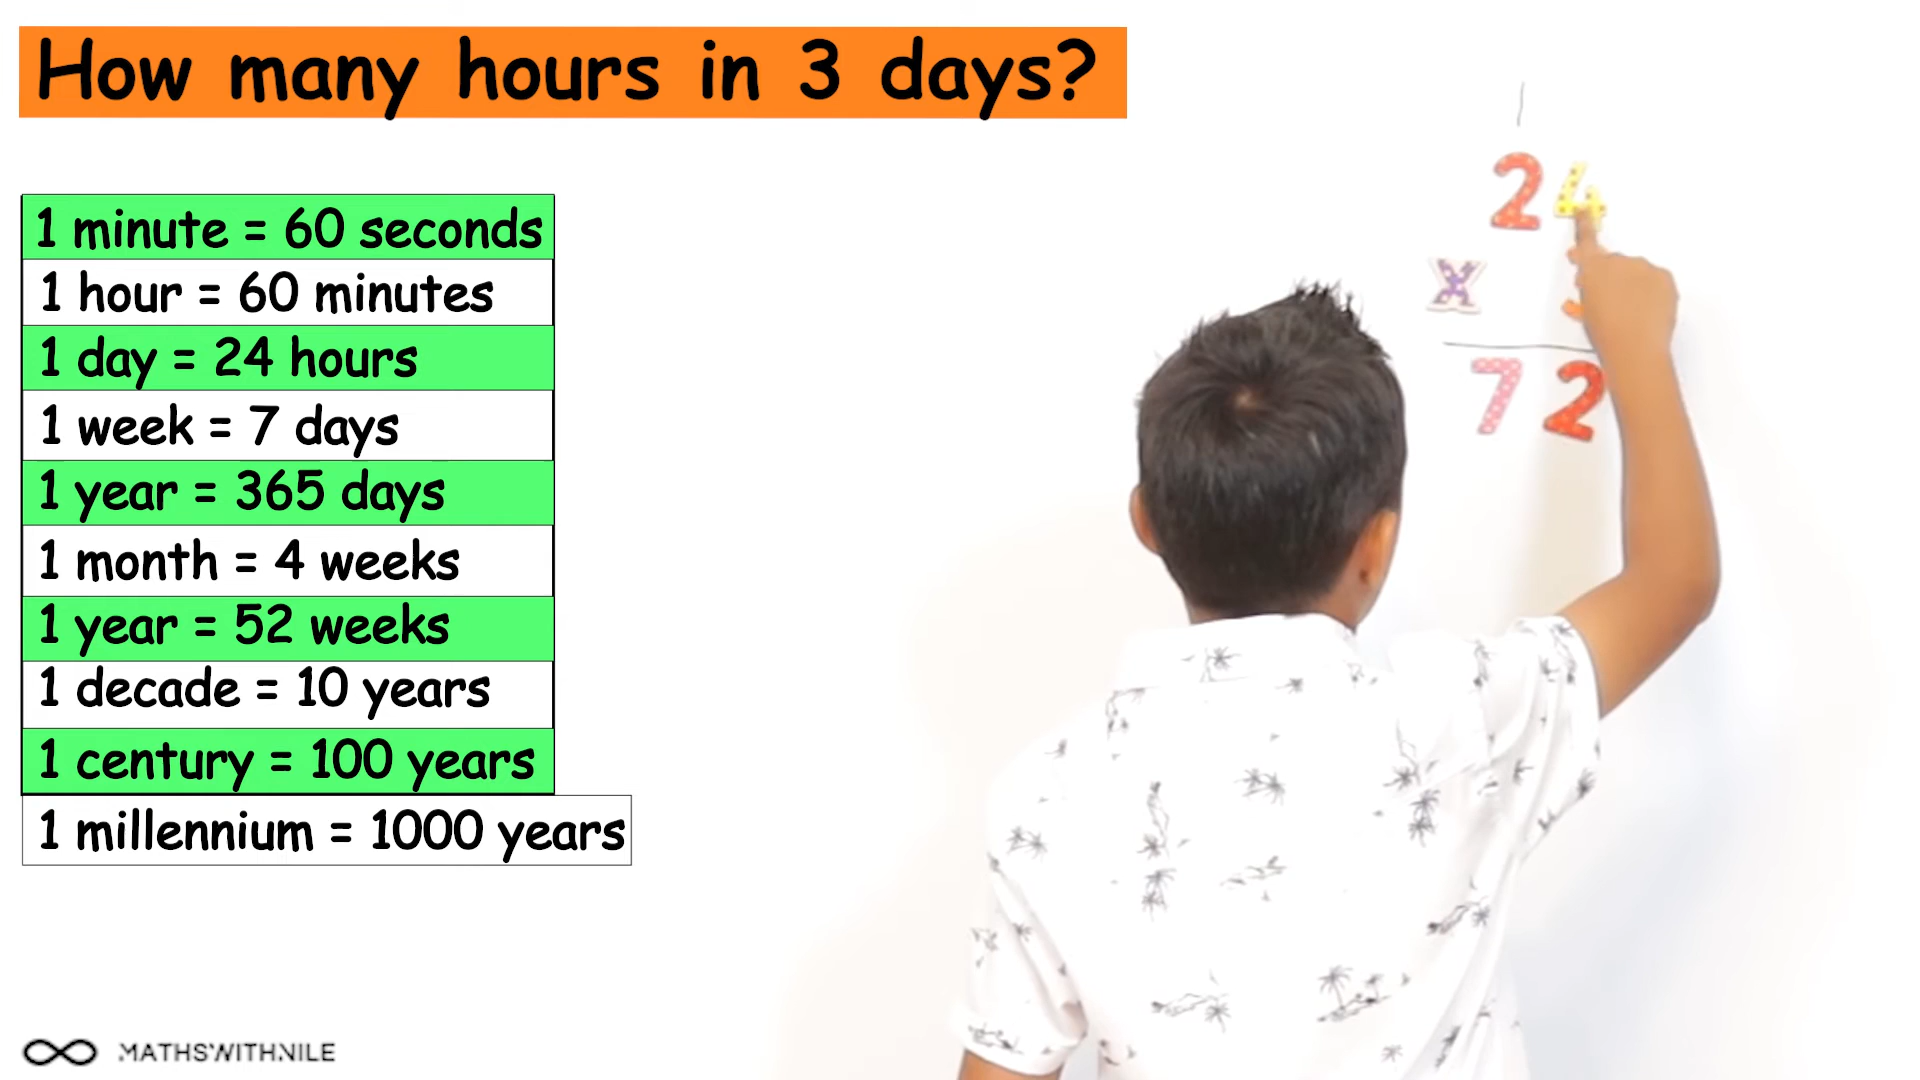 How many hours in 3 days?
1 minute = 60 seconds
1 hour = 60 minutes
1 day = 24 hours
1 week = 7 days
1 year = 365 days
1 month = 4 weeks
1 year = 52 weeks
1 decade = 10 years
1 century = 100 years
1 millennium = 1000 years
1
24
x
72
MATHSWITHNILE